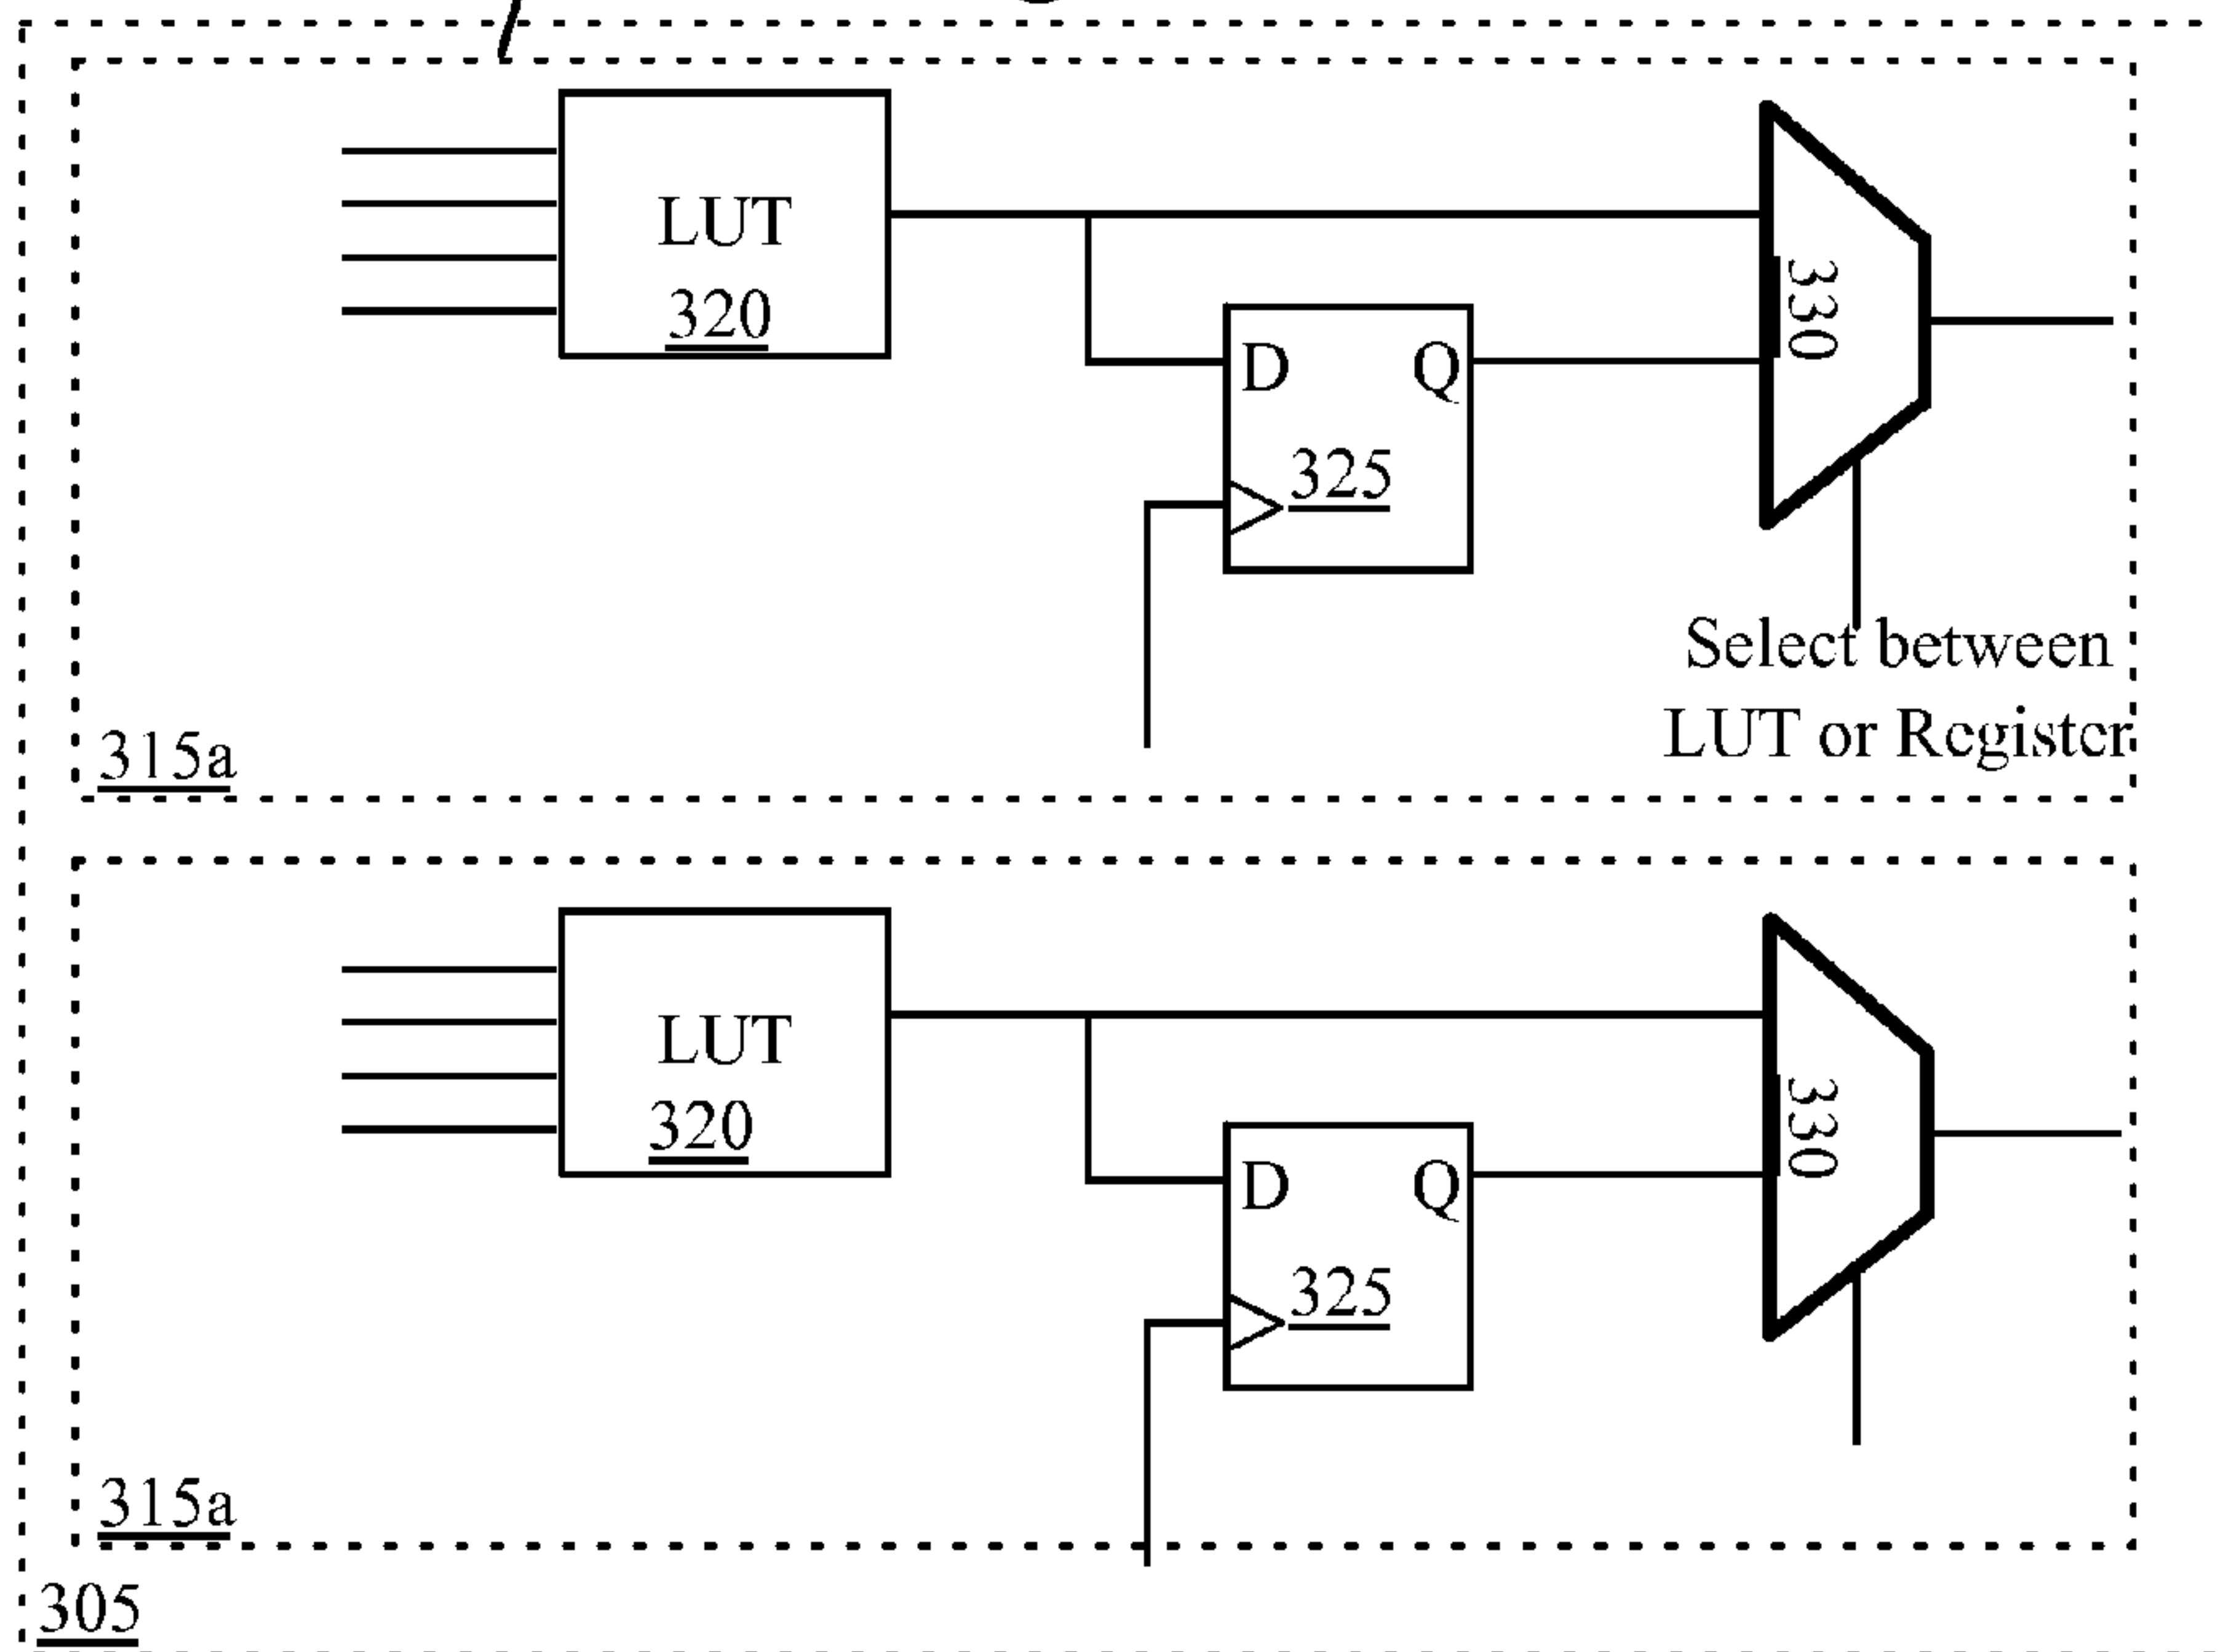 LUT
320
330
D Q
325
Select between
LUT or Register
315a
LUT
320
330
D Q
325
315a
305